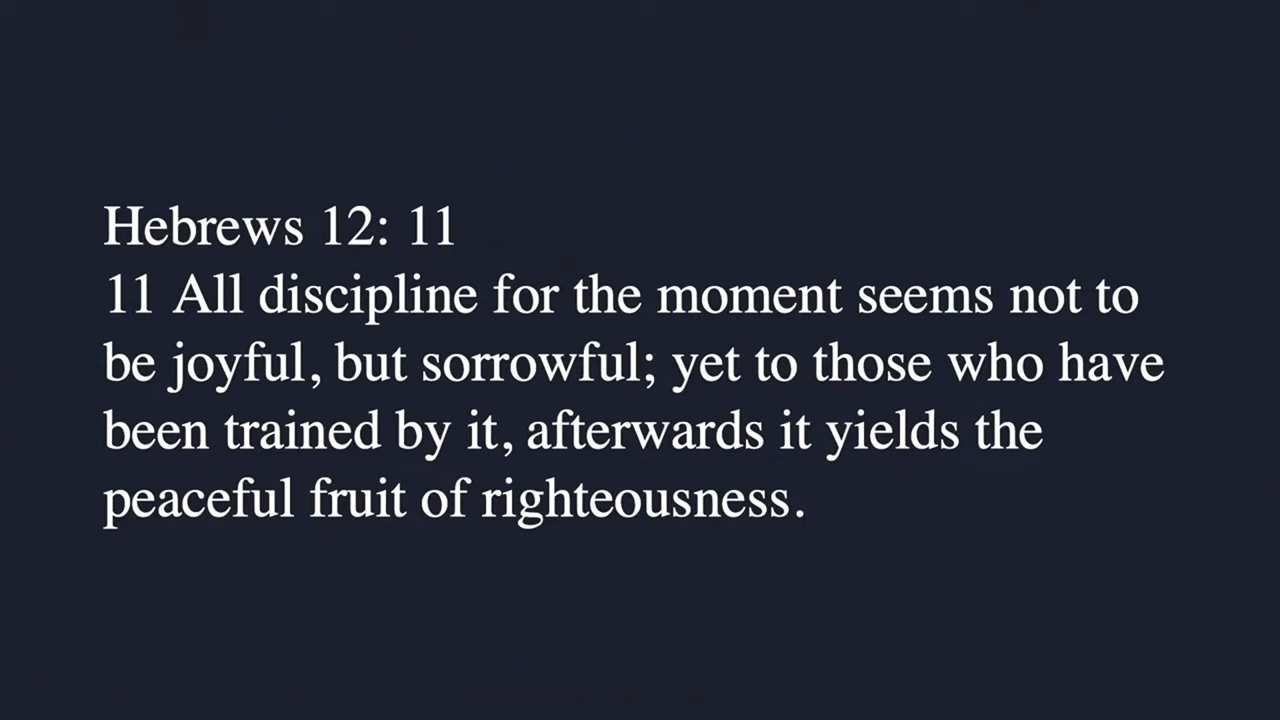 Hebrews 12: 11
11 All discipline for the moment seems not to
be joyful, but sorrowful; yet to those who have
been trained by it, afterwards it yields the
peaceful fruit of righteousness.